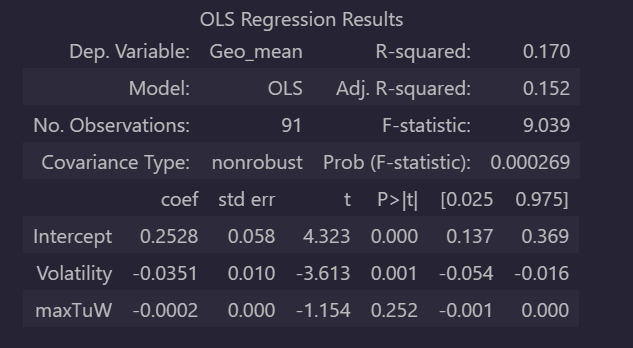 OLS Regression Results
Dep. Variable: Geo_mean R-squared: 0.170
Model: OLS Adj. R-squared: 0.152
No. Observations: 91 F-statistic: 9.039
Covariance Type: nonrobust Prob (F-statistic): 0.000269
coef std err t P>|t| [0.025 0.975]
Intercept 0.2528 0.058 4.323 0.000 0.137 0.369
Volatility -0.0351 0.010 -3.613 0.001 -0.054 -0.016
maxTuW -0.0002 0.000 -1.154 0.252 -0.001 0.000